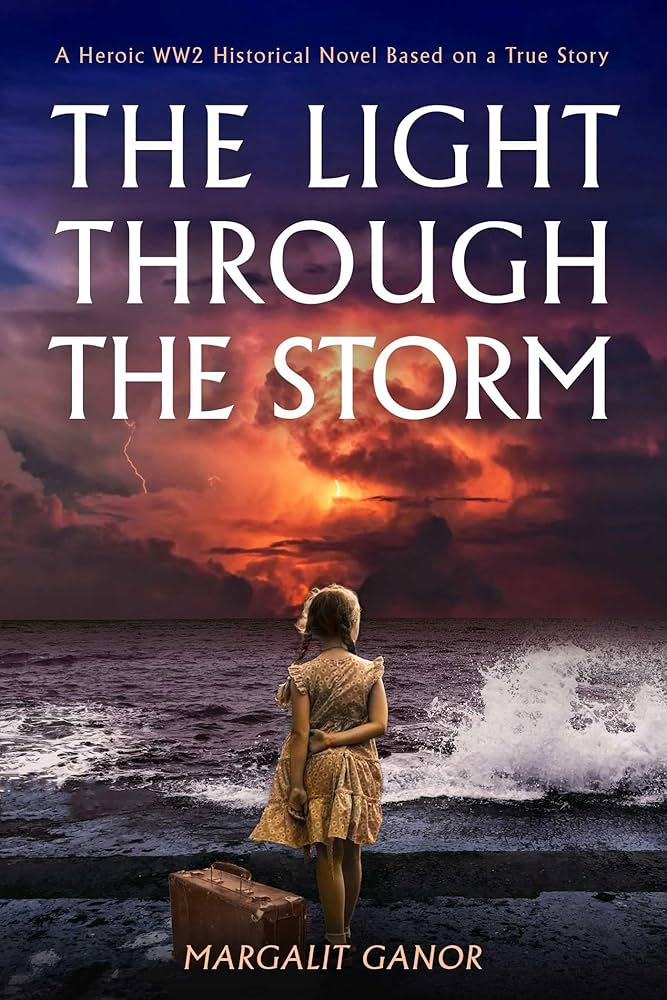 A Heroic WW2 Historical Novel Based on a True Story
THE LIGHT
THROUGH
THE STORM
MARGALIT GANOR